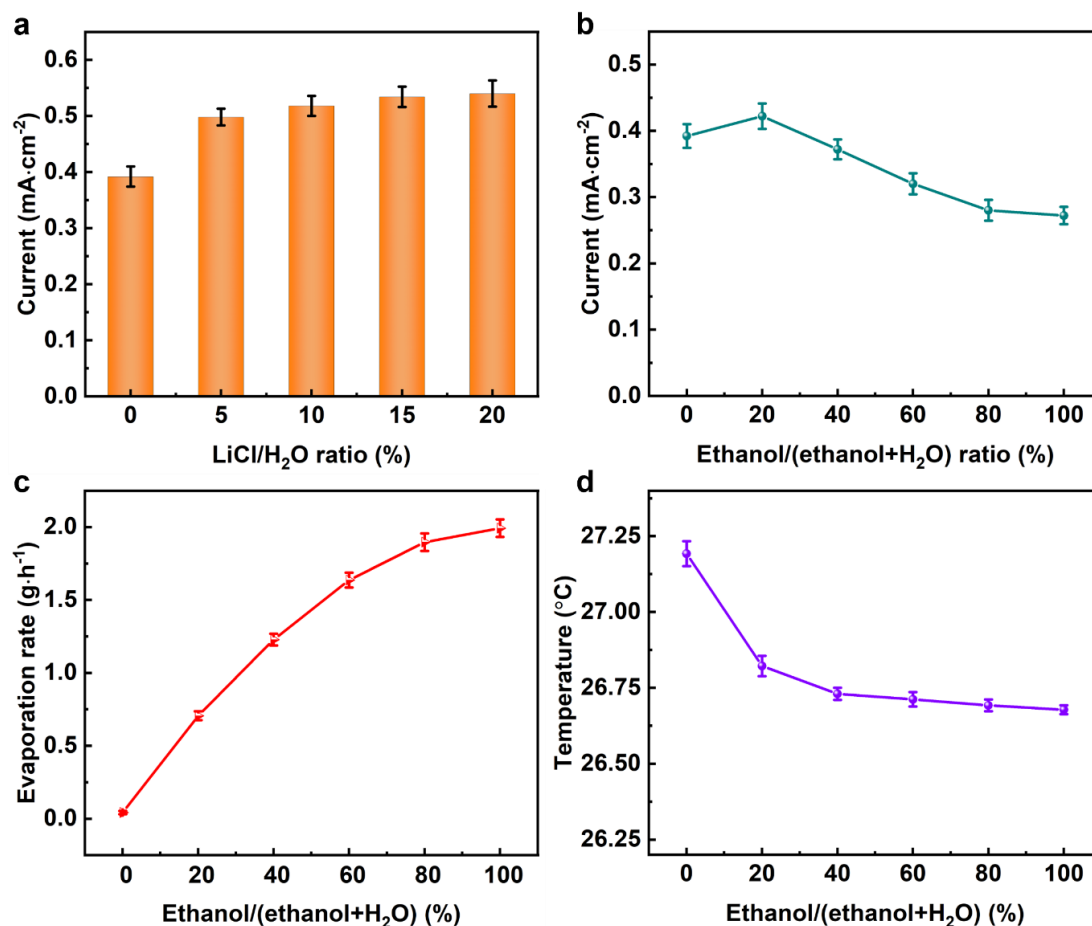 a
Current (mA·cm⁻²)
0.6
0.5
0.4
0.3
0.2
0.1
0.0
0 5 10 15 20
LiCl/H₂O ratio (%)
b
Current (mA·cm⁻²)
0.5
0.4
0.3
0.2
0.1
0.0
0 20 40 60 80 100
Ethanol/(ethanol+H₂O) ratio (%)
c
Evaporation rate (g·h⁻¹)
2.0
1.5
1.0
0.5
0.0
0 20 40 60 80 100
Ethanol/(ethanol+H₂O) (%)
d
Temperature (°C)
27.25
27.00
26.75
26.50
26.25
0 20 40 60 80 100
Ethanol/(ethanol+H₂O) (%)